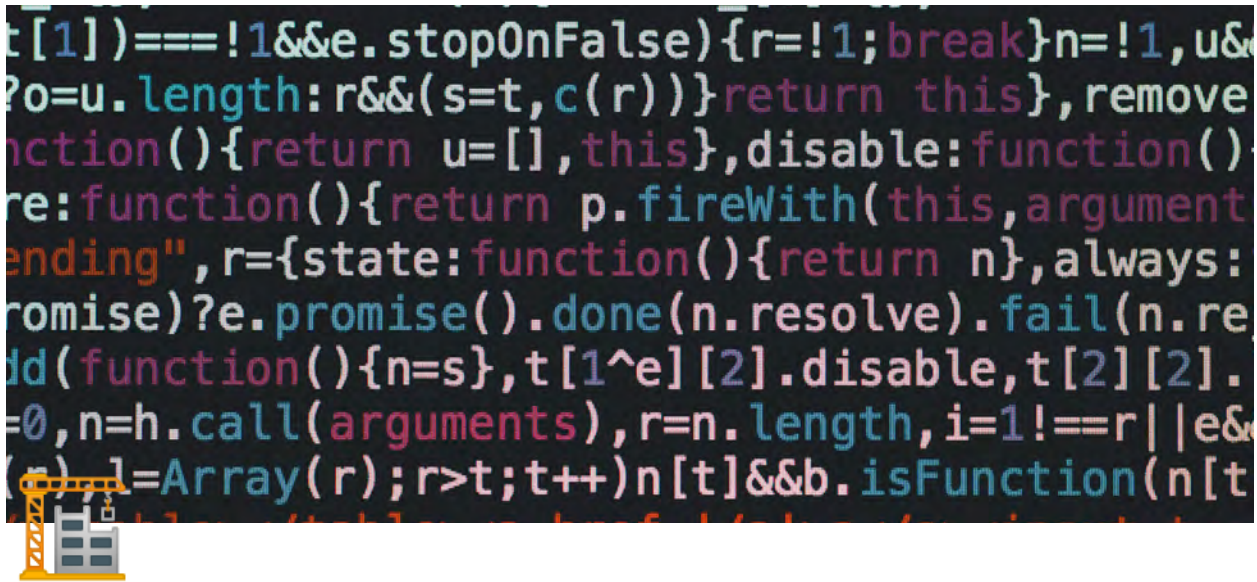 t[1])===!1&&e.stopOnFalse){r=!1;break}n=!1,u&
?o=u.length:r&&(s=t,c(r))}return this},remove
nction(){return u=[],this},disable:function()
re:function(){return p.fireWith(this,argument
ending",r={state:function(){return n},always:
romise)?e.promise().done(n.resolve).fail(n.re
dd(function(){n=s},t[1^e][2].disable,t[2][2].
=0,n=h.call(arguments),r=n.length,i=1!==r||e&
(r),l=Array(r);r>t;t++)n[t]&&b.isFunction(n[t